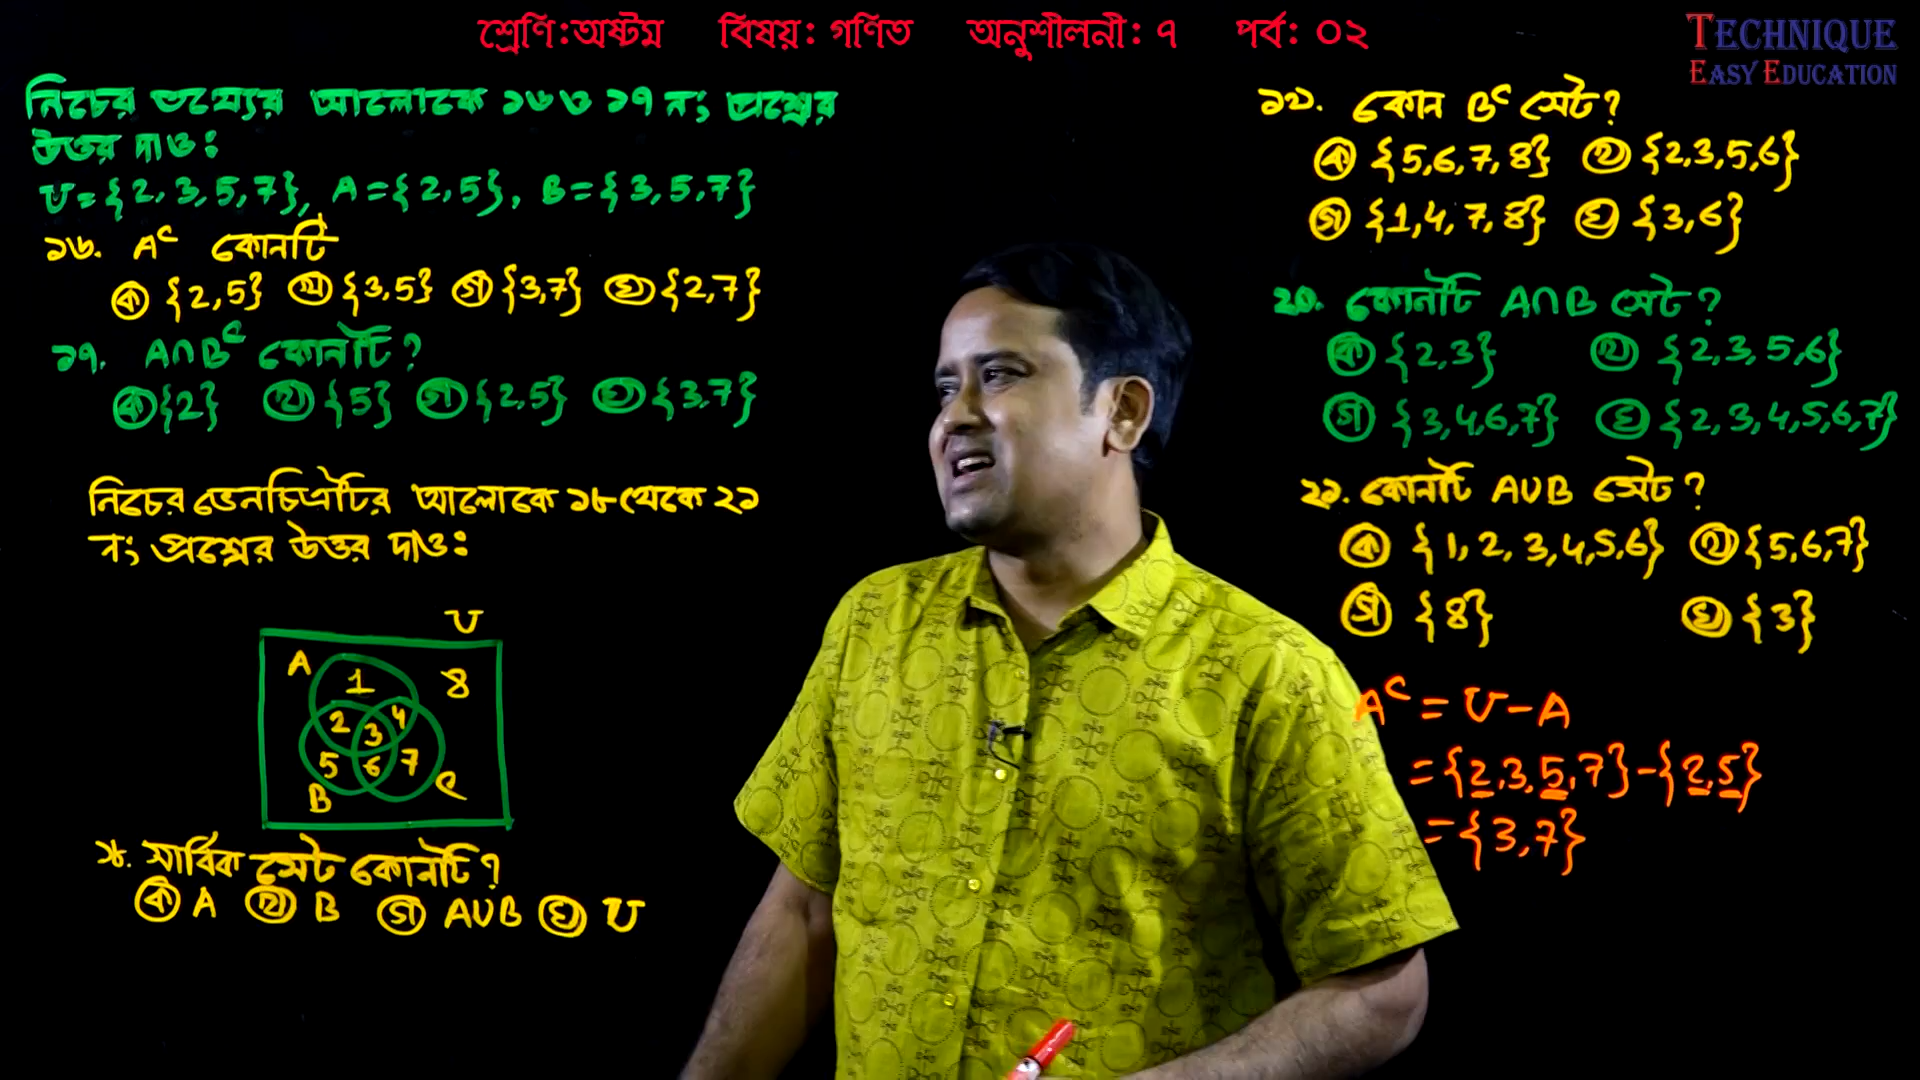 শ্রেণি:অষ্টম বিষয়: গণিত অনুশীলনী: ৭ পর্ব: ০২
TECHNIQUE
EASY EDUCATION
নিচের তথ্যের আলোকে ১৬ ও ১৭ নং প্রশ্নের
উত্তর দাও:
U={2,3,5,7}, A={2,5}, B={3,5,7}
১৬. Aᶜ কোনটি
ক {2,5} খ {3,5} গ {3,7} ঘ {2,7}
১৭. A∩Bᶜ কোনটি?
ক {2} খ {5} গ {2,5} ঘ {3,7}
নিচের ভেনচিত্রটির আলোকে ১৮ থেকে ২১
নং প্রশ্নের উত্তর দাও:
U
A 1 8
2 3 4
5 6 7
B C
১৮. সার্বিক সেট কোনটি?
ক A খ B গ A∪B ঘ U
১৯. কোন Bᶜ সেট?
ক {5,6,7,8} খ {2,3,5,6}
গ {1,4,7,8} ঘ {3,6}
২০. কোনটি A∩B সেট?
ক {2,3} খ {2,3,5,6}
গ {3,4,6,7} ঘ {2,3,4,5,6,7}
২১. কোনটি A∪B সেট?
ক {1,2,3,4,5,6} খ {5,6,7}
গ {8} ঘ {3}
Aᶜ = U-A
={2,3,5,7}-{2,5}
={3,7}